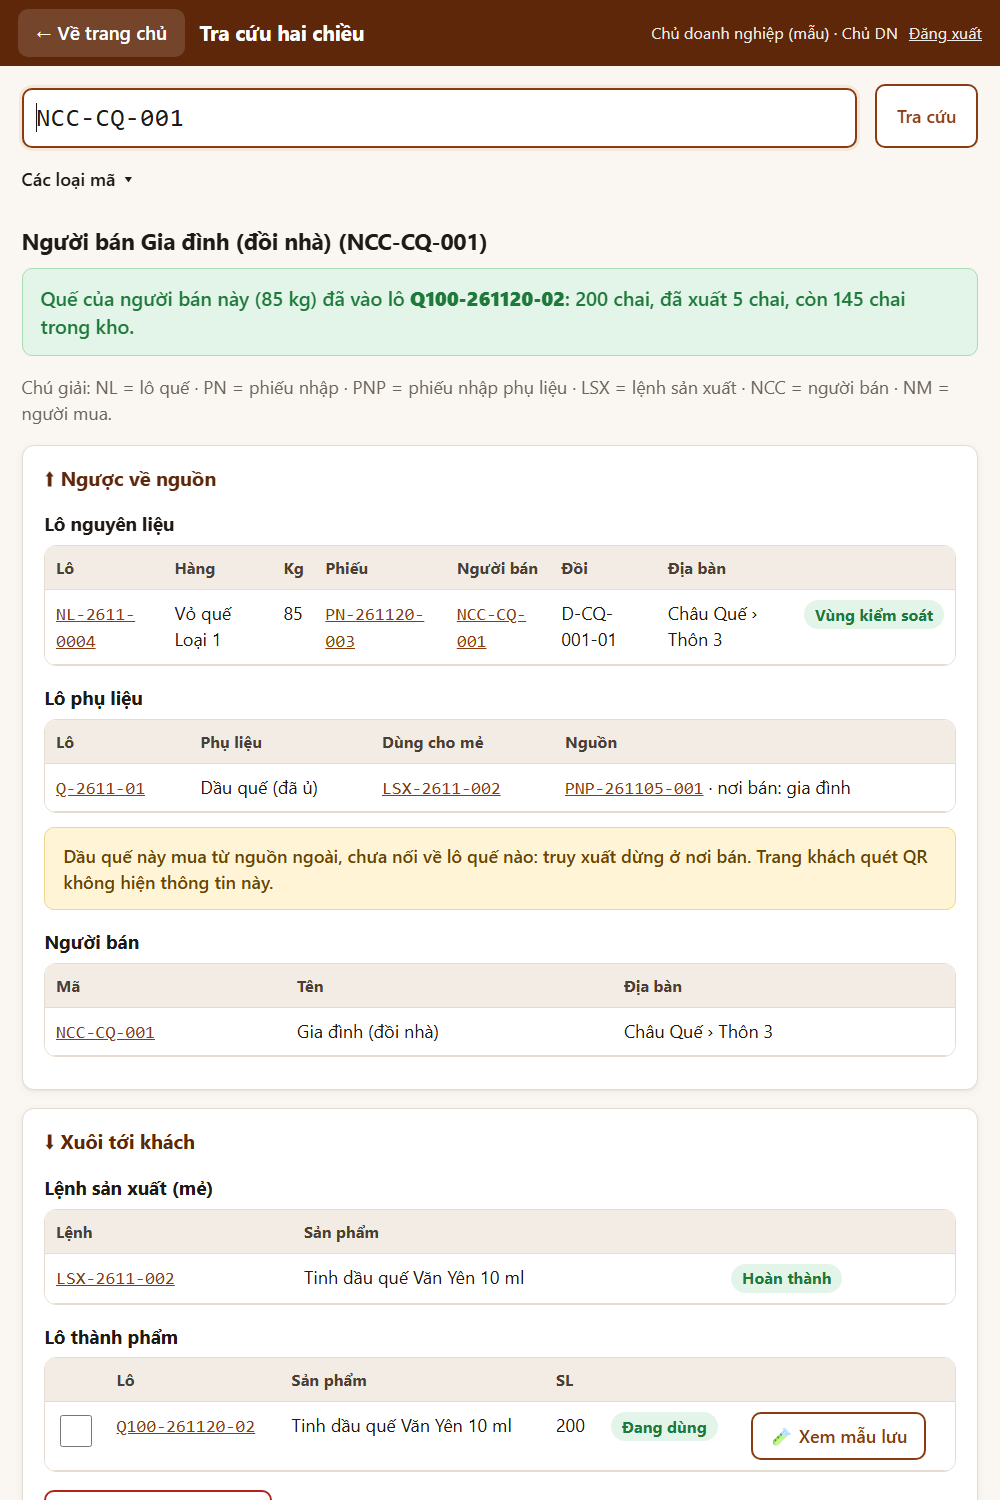 ← Về trang chủ
Tra cứu hai chiều
Chủ doanh nghiệp (mẫu) · Chủ DN Đăng xuất
NCC-CQ-001
Tra cứu
Các loại mã ▾
Người bán Gia đình (đồi nhà) (NCC-CQ-001)
Quế của người bán này (85 kg) đã vào lô Q100-261120-02: 200 chai, đã xuất 5 chai, còn 145 chai
trong kho.
Chú giải: NL = lô quế · PN = phiếu nhập · PNP = phiếu nhập phụ liệu · LSX = lệnh sản xuất · NCC = người bán · NM =
người mua.
⬆ Ngược về nguồn
Lô nguyên liệu
Lô Hàng Kg Phiếu Người bán Đồi Địa bàn
NL-2611- Vỏ quế 85 PN-261120- NCC-CQ- D-CQ- Châu Quế › Vùng kiểm soát
0004 Loại 1 003 001 001-01 Thôn 3
Lô phụ liệu
Lô Phụ liệu Dùng cho mẻ Nguồn
Q-2611-01 Dầu quế (đã ủ) LSX-2611-002 PNP-261105-001 · nơi bán: gia đình
Dầu quế này mua từ nguồn ngoài, chưa nối về lô quế nào: truy xuất dừng ở nơi bán. Trang khách quét QR
không hiện thông tin này.
Người bán
Mã Tên Địa bàn
NCC-CQ-001 Gia đình (đồi nhà) Châu Quế › Thôn 3
⬇ Xuôi tới khách
Lệnh sản xuất (mẻ)
Lệnh Sản phẩm
LSX-2611-002 Tinh dầu quế Văn Yên 10 ml Hoàn thành
Lô thành phẩm
Lô Sản phẩm SL
Q100-261120-02 Tinh dầu quế Văn Yên 10 ml 200 Đang dùng Xem mẫu lưu